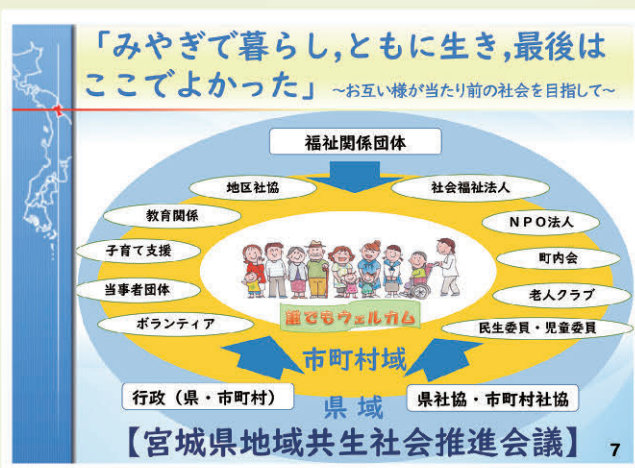 「みやぎで暮らし,ともに生き,最後は
ここでよかった」 ~お互い様が当たり前の社会を目指して~
福祉関係団体
地区社協
社会福祉法人
教育関係
NPO法人
子育て支援
町内会
当事者団体
老人クラブ
誰でもウェルカム
ボランティア
民生委員・児童委員
市町村域
行政(県・市町村)
県社協・市町村社協
県域
【宮城県地域共生社会推進会議】
7